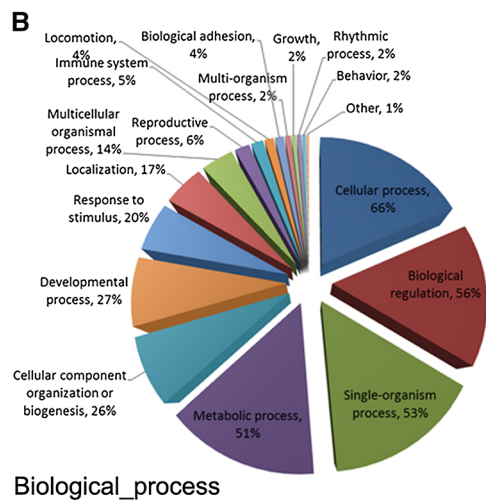 B
Locomotion,
4%
Biological adhesion,
4%
Growth,
2%
Rhythmic
process, 2%
Immune system
process, 5%
Multi-organism
process, 2%
Behavior, 2%
Other, 1%
Multicellular
organismal
process, 14%
Reproductive
process, 6%
Localization, 17%
Response to
stimulus, 20%
Developmental
process, 27%
Cellular component
organization or
biogenesis, 26%
Cellular process,
66%
Biological
regulation, 56%
Single-organism
process, 53%
Metabolic process,
51%
Biological_process